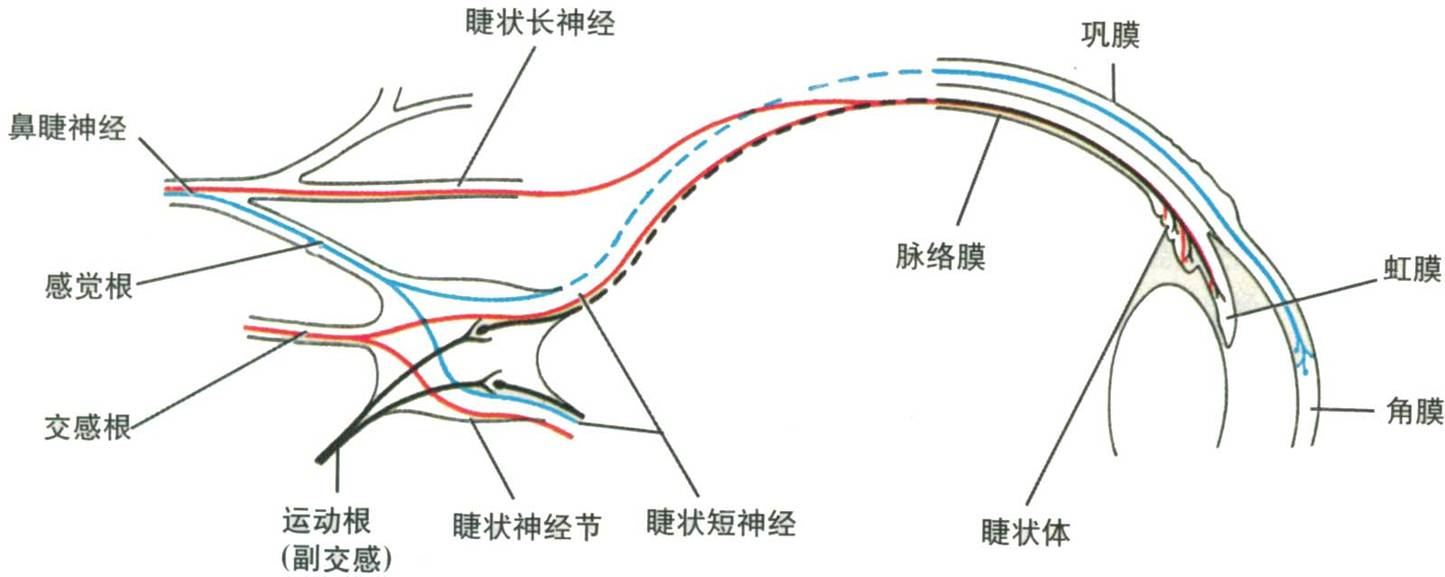 睫状长神经
巩膜
鼻睫神经
脉络膜
虹膜
感觉根
交感根
角膜
运动根
(副交感)
睫状神经节
睫状短神经
睫状体